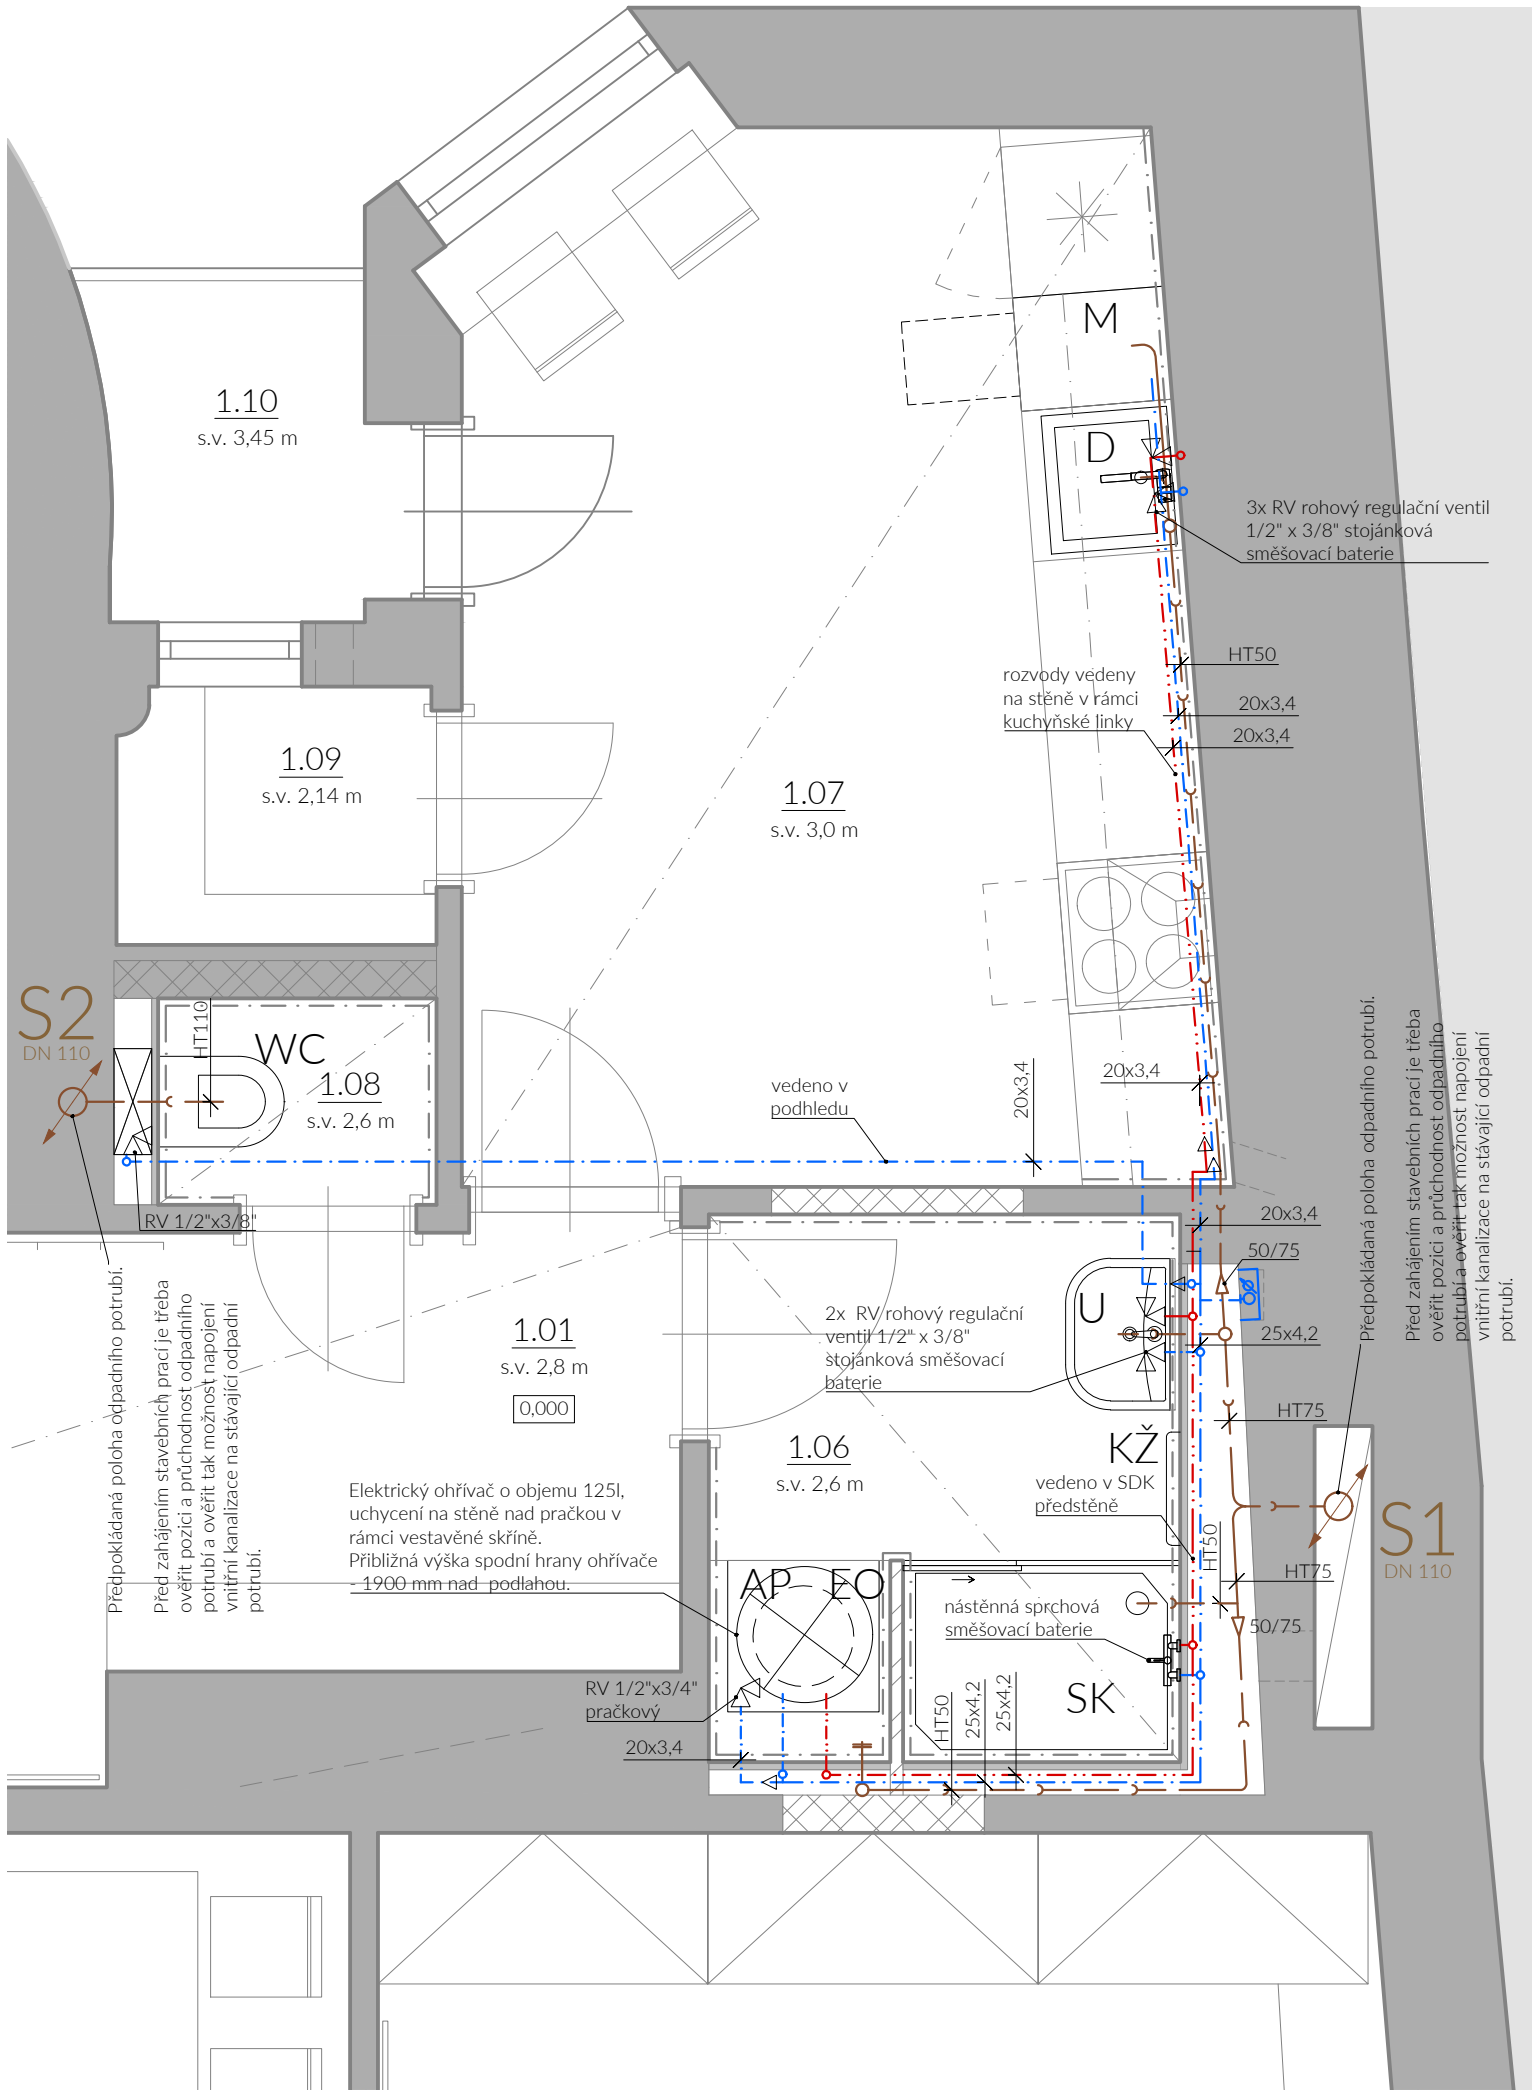 M
D
1.10
s.v. 3,45 m
3x RV rohový regulační ventil
1/2" x 3/8" stojánková
směšovací baterie
HT50
rozvody vedeny
na stěně v rámci
kuchyňské linky
20x3,4
20x3,4
1.09
s.v. 2,14 m
1.07
s.v. 3,0 m
S2
DN 110
HT110
WC
1.08
s.v. 2,6 m
RV 1/2"x3/8"
vedeno v
podhledu
20x3,4
20x3,4
Předpokládaná poloha odpadního potrubí.
Před zahájením stavebních prací je třeba
ověřit pozici a průchodnost odpadního
potrubí a ověřit tak možnost napojení
vnitřní kanalizace na stávající odpadní
potrubí.
20x3,4
50/75
25x4,2
U
2x  RV rohový regulační
ventil 1/2" x 3/8"
stojánková směšovací
baterie
1.01
s.v. 2,8 m
0,000
Předpokládaná poloha odpadního potrubí.
Před zahájením stavebních prací je třeba
ověřit pozici a průchodnost odpadního
potrubí a ověřit tak možnost napojení
vnitřní kanalizace na stávající odpadní
potrubí.
HT75
KŽ
1.06
s.v. 2,6 m
vedeno v SDK
předstěně
HT50
S1
DN 110
HT75
50/75
Elektrický ohřívač o objemu 125l,
uchycení na stěně nad pračkou v
rámci vestavěné skříně.
Přibližná výška spodní hrany ohřívače
- 1900 mm nad  podlahou.
AP
EO
nástěnná sprchová
směšovací baterie
SK
RV 1/2"x3/4"
pračkový
20x3,4
HT50
25x4,2
25x4,2